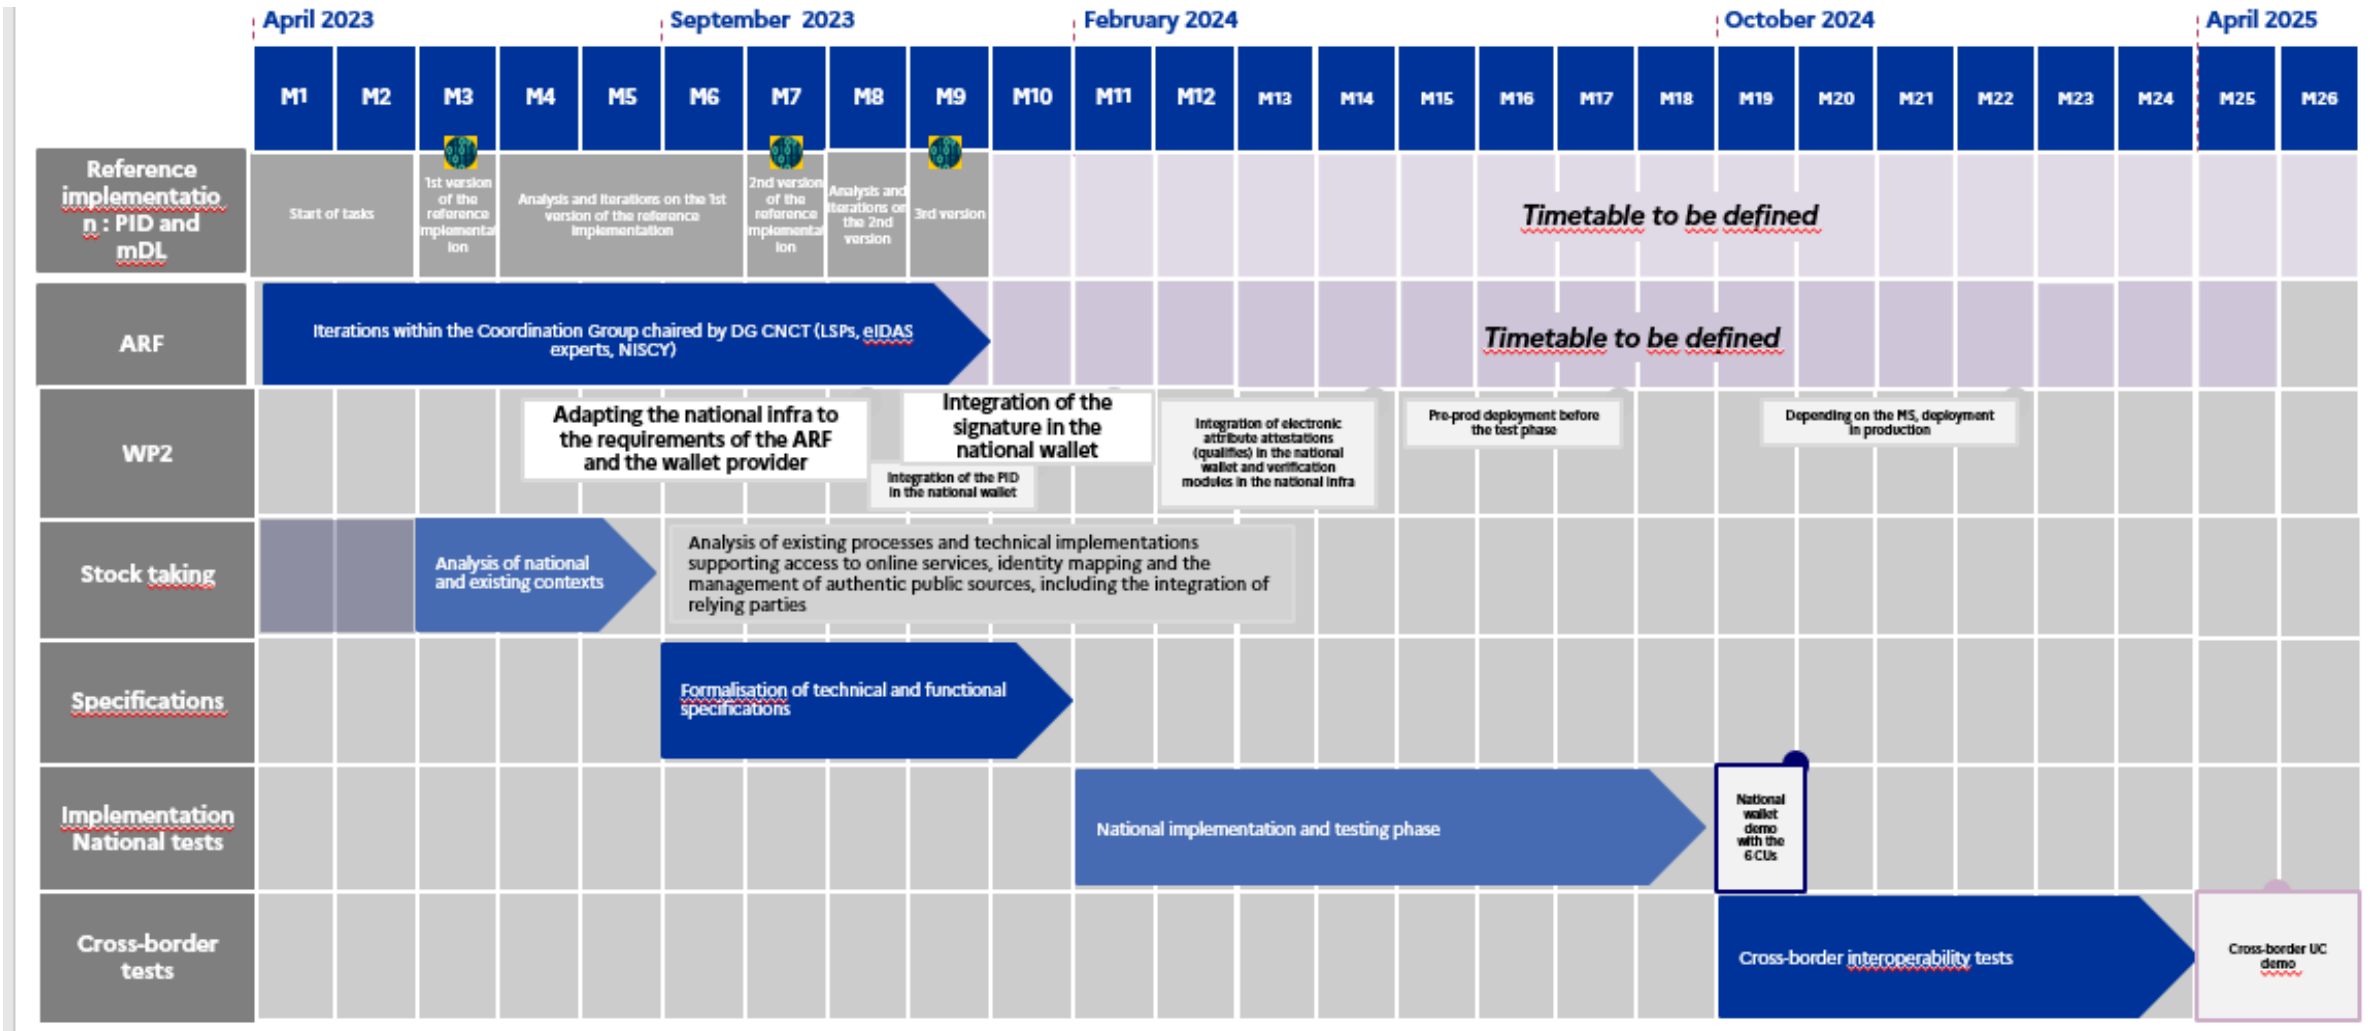 April 2023
September 2023
February 2024
October 2024
April 2025
M1
M2
M3
M4
M5
M6
M7
M8
M9
M10
M11
M12
M13
M14
M15
M16
M17
M18
M19
M20
M21
M22
M23
M24
M25
M26
Reference
implementatio
n : PID and
mDL
Start of tasks
1st version
of the
reference
mplementa
ion
Analysis and Iterations on the 1st
version of the reference
implementation
2nd version
of the
reference
mplementa
ion
Analysis and
iterations on
the 2nd
version
3rd version
Timetable to be defined
ARF
Iterations within the Coordination Group chaired by DG CNCT (LSPs, eIDAS
experts, NISCY)
Timetable to be defined
WP2
Adapting the national infra to
the requirements of the ARF
and the wallet provider
Integration of the PID
in the national wallet
Integration of the
signature in the
national wallet
Integration of electronic
attribute attestations
(qualifies) in the national
wallet and verification
modules in the national infra
Pre-prod deployment before
the test phase
Depending on the MS, deployment
in production
Stock taking
Analysis of national
and existing contexts
Analysis of existing processes and technical implementations
supporting access to online services, identity mapping and the
management of authentic public sources, including the integration of
relying parties
Specifications
Formalisation of technical and functional
specifications
Implementation
National tests
National implementation and testing phase
National
wallet
demo
with the
6 CUs
Cross-border
tests
Cross-border interoperability tests
Cross-border UC
demo